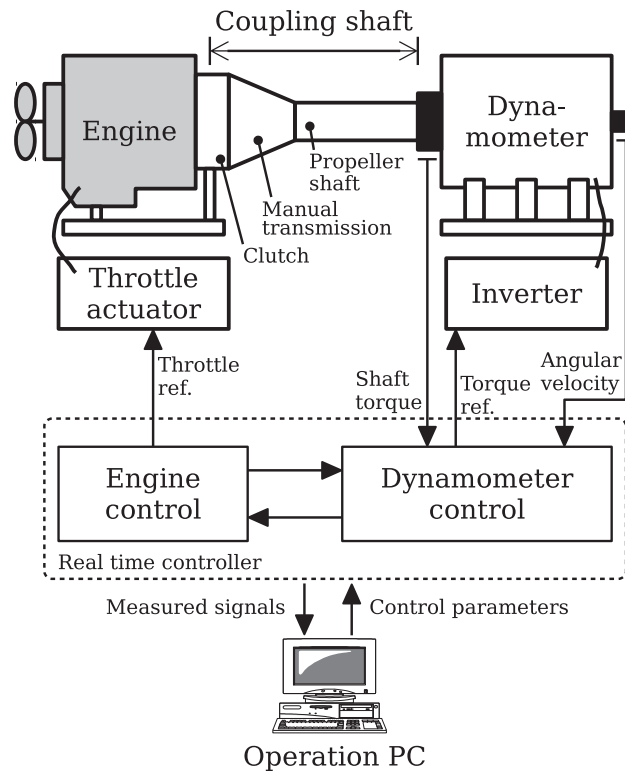 Coupling shaft
Engine
Dyna-
mometer
Propeller
shaft
Manual
transmission
Clutch
Throttle
actuator
Inverter
Throttle
ref.
Shaft
torque
Torque
ref.
Angular
velocity
Engine
control
Dynamometer
control
Real time controller
Measured signals
Control parameters
Operation PC